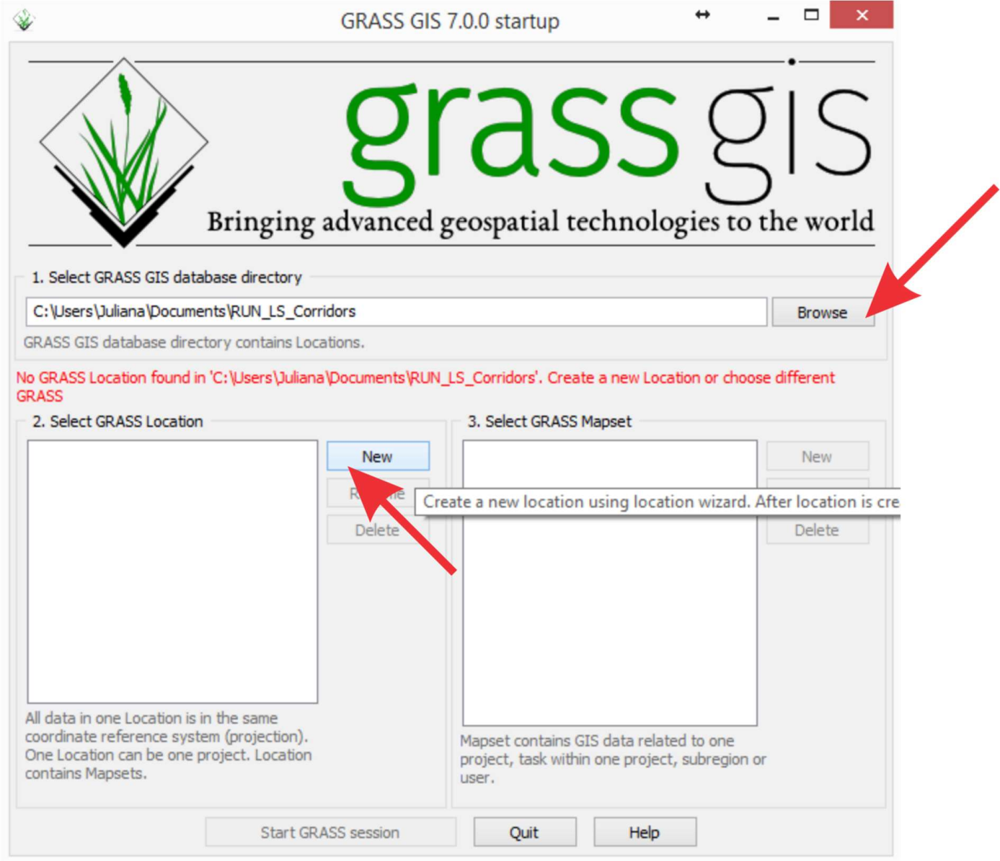 GRASS GIS 7.0.0 startup
grass gis
Bringing advanced geospatial technologies to the world
1. Select GRASS GIS database directory
C:\Users\Juliana\Documents\RUN_LS_Corridors
Browse
GRASS GIS database directory contains Locations.
No GRASS Location found in 'C:\Users\Juliana\Documents\RUN_LS_Corridors'. Create a new Location or choose different
GRASS
2. Select GRASS Location
New
Delete
All data in one Location is in the same
coordinate reference system (projection).
One Location can be one project. Location
contains Mapsets.
3. Select GRASS Mapset
New
Create a new location using location wizard. After location is cre
Delete
Mapset contains GIS data related to one
project, task within one project, subregion or
user.
Start GRASS session
Quit
Help